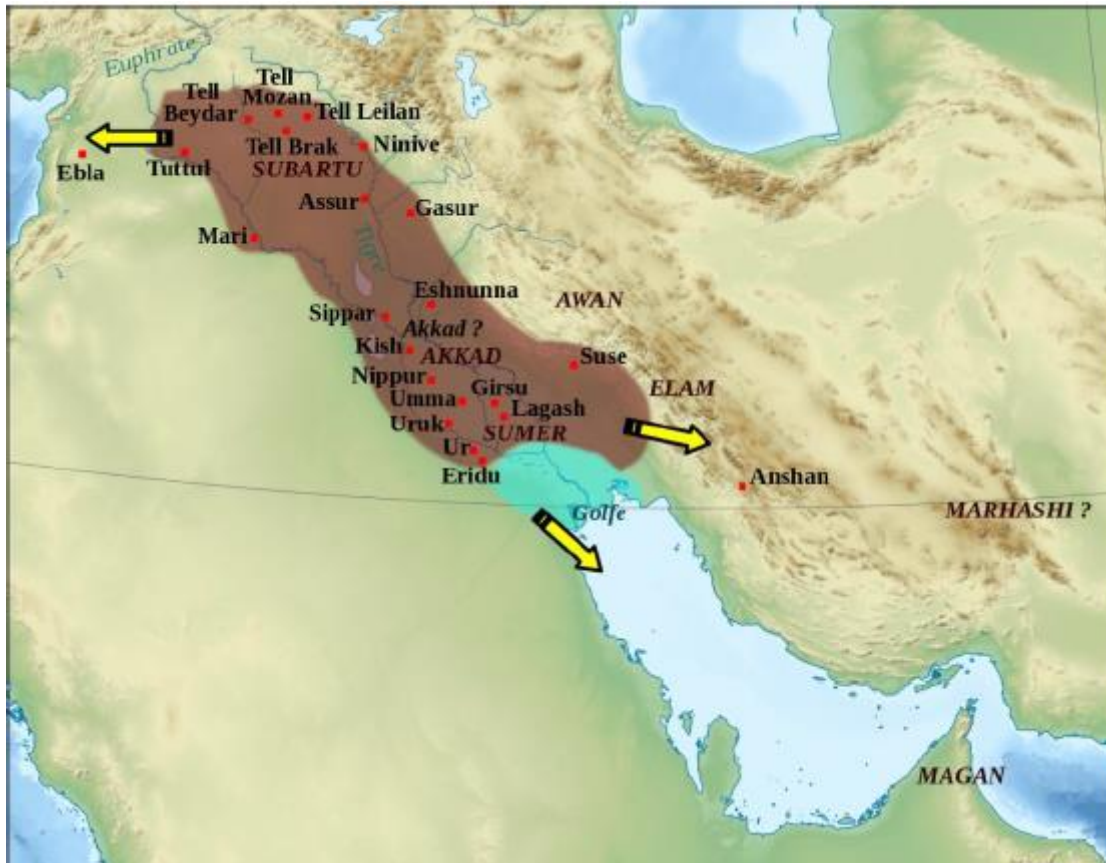 Euphrate
Tell
Mozan
Tell
Beydar
Tell Leilan
Tell Brak
Ninive
Ebla
Tuttul
SUBARTU
Assur
Gasur
Mari
Tigre
Eshnunna
AWAN
Sippar
Akkad ?
Kish
AKKAD
Suse
Nippur
Girsu
ELAM
Umma
Lagash
Uruk
SUMER
Ur
Eridu
Anshan
Golfe
MARHASHI ?
MAGAN